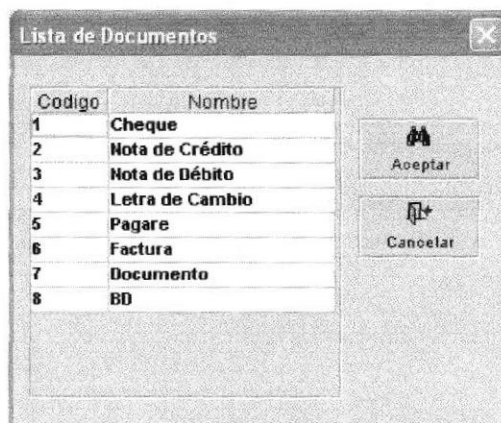 Lista de Documentos
Codigo Nombre
1 Cheque
2 Nota de Crédito
3 Nota de Débito
4 Letra de Cambio
5 Pagare
6 Factura
7 Documento
8 BD
Aceptar
Cancelar